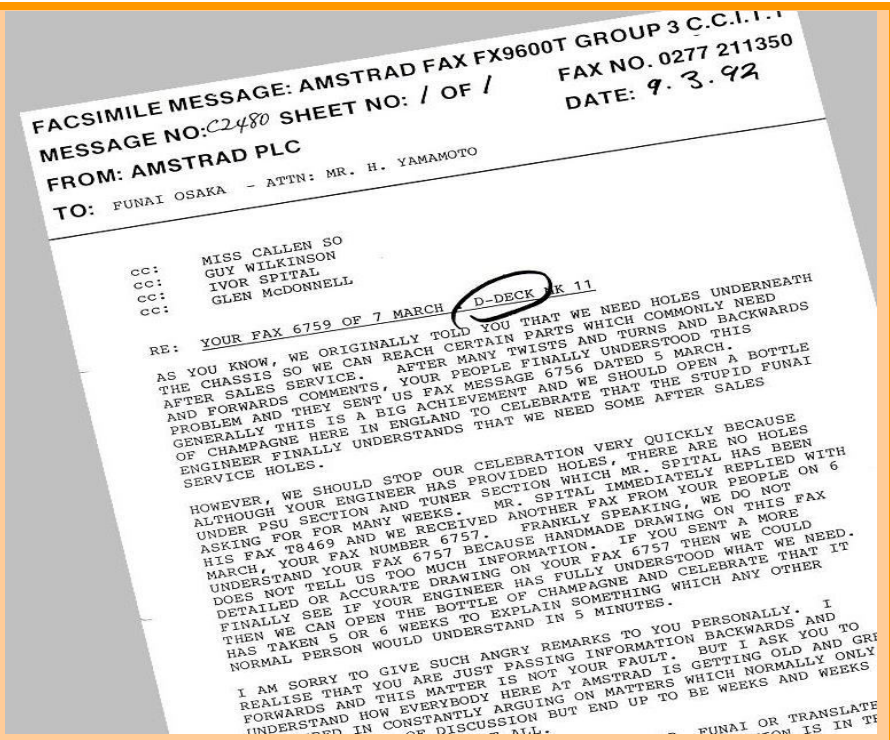 FACSIMILE MESSAGE: AMSTRAD FAX FX9600T GROUP 3 C.C.I.T.T
MESSAGE NO: C2480 SHEET NO: 1 OF 1 FAX NO. 0277 211350
FROM: AMSTRAD PLC DATE: 9.3.92
TO: FUNAI OSAKA - ATTN: MR. H. YAMAMOTO
cc: MISS CALLEN SO
cc: GUY WILKINSON
cc: IVOR SPITAL
cc: GLEN McDONNELL
RE: YOUR FAX 6759 OF 7 MARCH - D-DECK MK 11
AS YOU KNOW, WE ORIGINALLY TOLD YOU THAT WE NEED HOLES UNDERNEATH
THE CHASSIS SO WE CAN REACH CERTAIN PARTS WHICH COMMONLY NEED
AFTER SALES SERVICE. AFTER MANY TWISTS AND TURNS AND BACKWARDS
AND FORWARDS COMMENTS, YOUR PEOPLE FINALLY UNDERSTOOD THIS
PROBLEM AND THEY SENT US FAX MESSAGE 6756 DATED 5 MARCH.
GENERALLY THIS IS A BIG ACHIEVEMENT AND WE SHOULD OPEN A BOTTLE
OF CHAMPAGNE HERE IN ENGLAND TO CELEBRATE THAT THE STUPID FUNAI
ENGINEER FINALLY UNDERSTANDS THAT WE NEED SOME AFTER SALES
SERVICE HOLES.
HOWEVER, WE SHOULD STOP OUR CELEBRATION VERY QUICKLY BECAUSE
ALTHOUGH YOUR ENGINEER HAS PROVIDED HOLES, THERE ARE NO HOLES
UNDER PSU SECTION AND TUNER SECTION WHICH MR. SPITAL HAS BEEN
ASKING FOR FOR MANY WEEKS. MR. SPITAL IMMEDIATELY REPLIED WITH
HIS FAX T8469 AND WE RECEIVED ANOTHER FAX FROM YOUR PEOPLE ON 6
MARCH, YOUR FAX NUMBER 6757. FRANKLY SPEAKING, WE DO NOT
UNDERSTAND YOUR FAX 6757 BECAUSE HANDMADE DRAWING ON THIS FAX
DOES NOT TELL US TOO MUCH INFORMATION. IF YOU SENT A MORE
DETAILED OR ACCURATE DRAWING ON YOUR FAX 6757 THEN WE COULD
FINALLY SEE IF YOUR ENGINEER HAS FULLY UNDERSTOOD WHAT WE NEED.
THEN WE CAN OPEN THE BOTTLE OF CHAMPAGNE AND CELEBRATE THAT IT
HAS TAKEN 5 OR 6 WEEKS TO EXPLAIN SOMETHING WHICH ANY OTHER
NORMAL PERSON WOULD UNDERSTAND IN 5 MINUTES.
I AM SORRY TO GIVE SUCH ANGRY REMARKS TO YOU PERSONALLY. I
REALISE THAT YOU ARE JUST PASSING INFORMATION BACKWARDS AND
FORWARDS AND THIS MATTER IS NOT YOUR FAULT. BUT I ASK YOU TO
UNDERSTAND HOW EVERYBODY HERE AT AMSTRAD IS GETTING OLD AND GRE
IN CONSTANTLY ARGUING ON MATTERS WHICH NORMALLY ONLY
OF DISCUSSION BUT END UP TO BE WEEKS AND WEEKS
ALL.
FUNAI OR TRANSLATE
IS IN